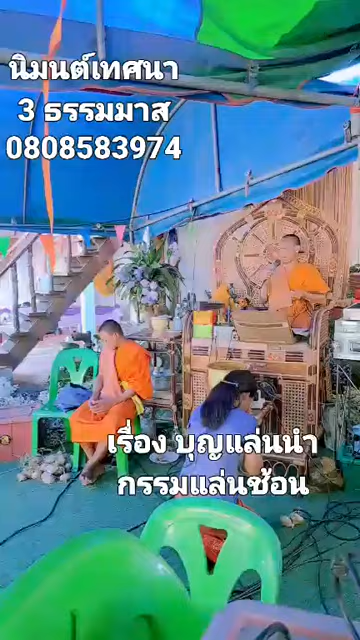 นิมนต์เทศนา
3 ธรรมมาส
0808583974
เรื่อง บุญแล่นนำ
กรรมแล่นซ้อน